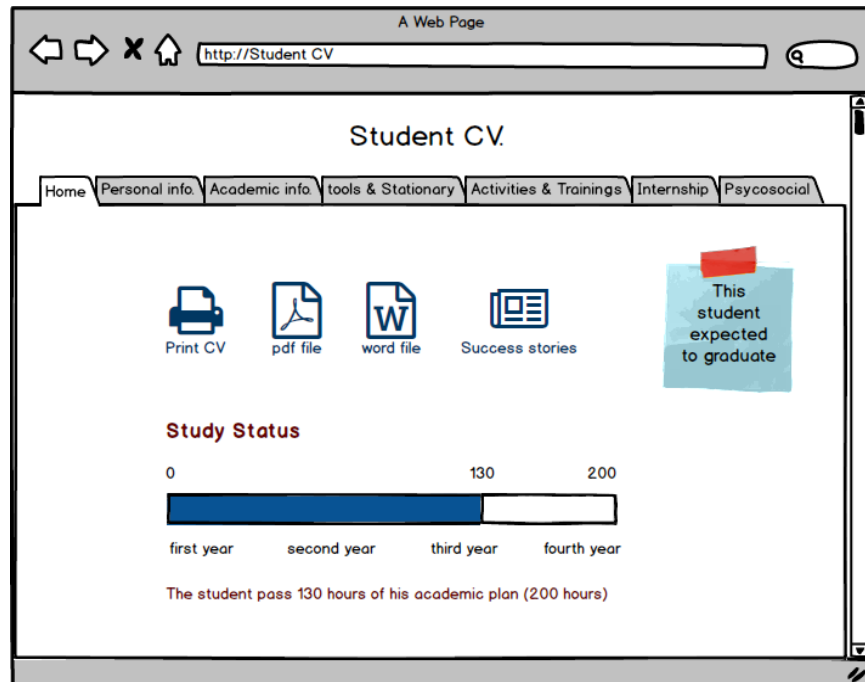 A Web Page
http://Student CV
Student CV.
Home Personal info. Academic info. tools & Stationary Activities & Trainings Internship Psycosocial
This
student
expected
to graduate
W
Print CV pdf file word file Success stories
Study Status
0 130 200
first year second year third year fourth year
The student pass 130 hours of his academic plan (200 hours)